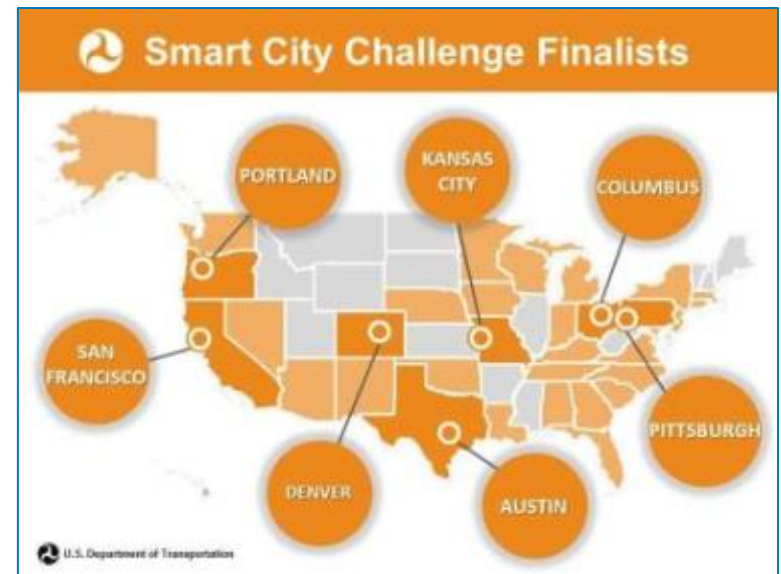 Smart City Challenge Finalists
PORTLAND
KANSAS
CITY
COLUMBUS
SAN
FRANCISCO
DENVER
AUSTIN
PITTSBURGH
U.S. Department of Transportation